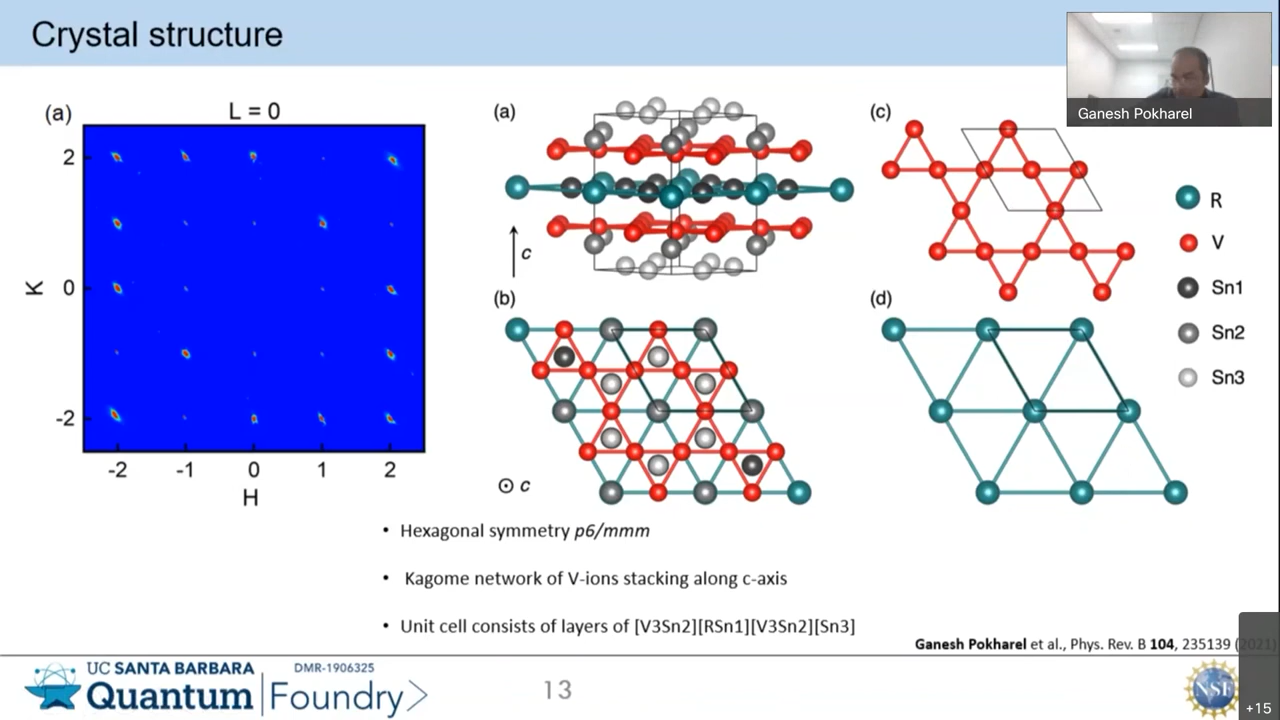 Crystal structure
Ganesh Pokharel
(a)
L = 0
2
0
-2
K
-2 -1 0 1 2
H
(a)
c
(b)
c
(c)
(d)
R
V
Sn1
Sn2
Sn3
• Hexagonal symmetry p6/mmm
• Kagome network of V-ions stacking along c-axis
• Unit cell consists of layers of [V3Sn2][RSn1][V3Sn2][Sn3]
Ganesh Pokharel et al., Phys. Rev. B 104, 235139 (2021)
UC SANTA BARBARA
Quantum Foundry
DMR-1906325
13
NSF
+15